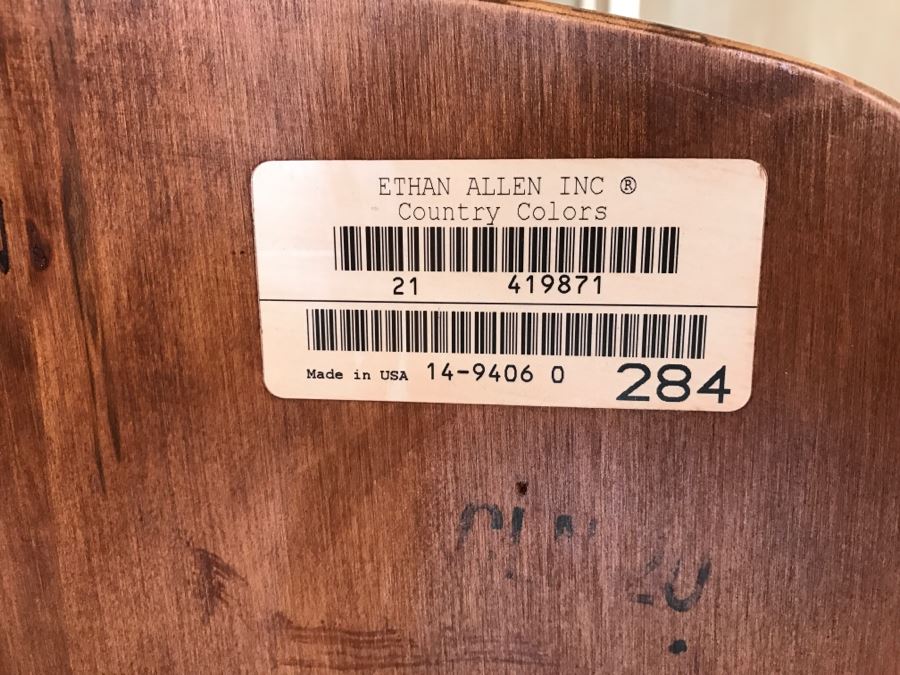 ETHAN ALLEN INC ®
Country Colors
21 419871
Made in USA 14-9406 0 284